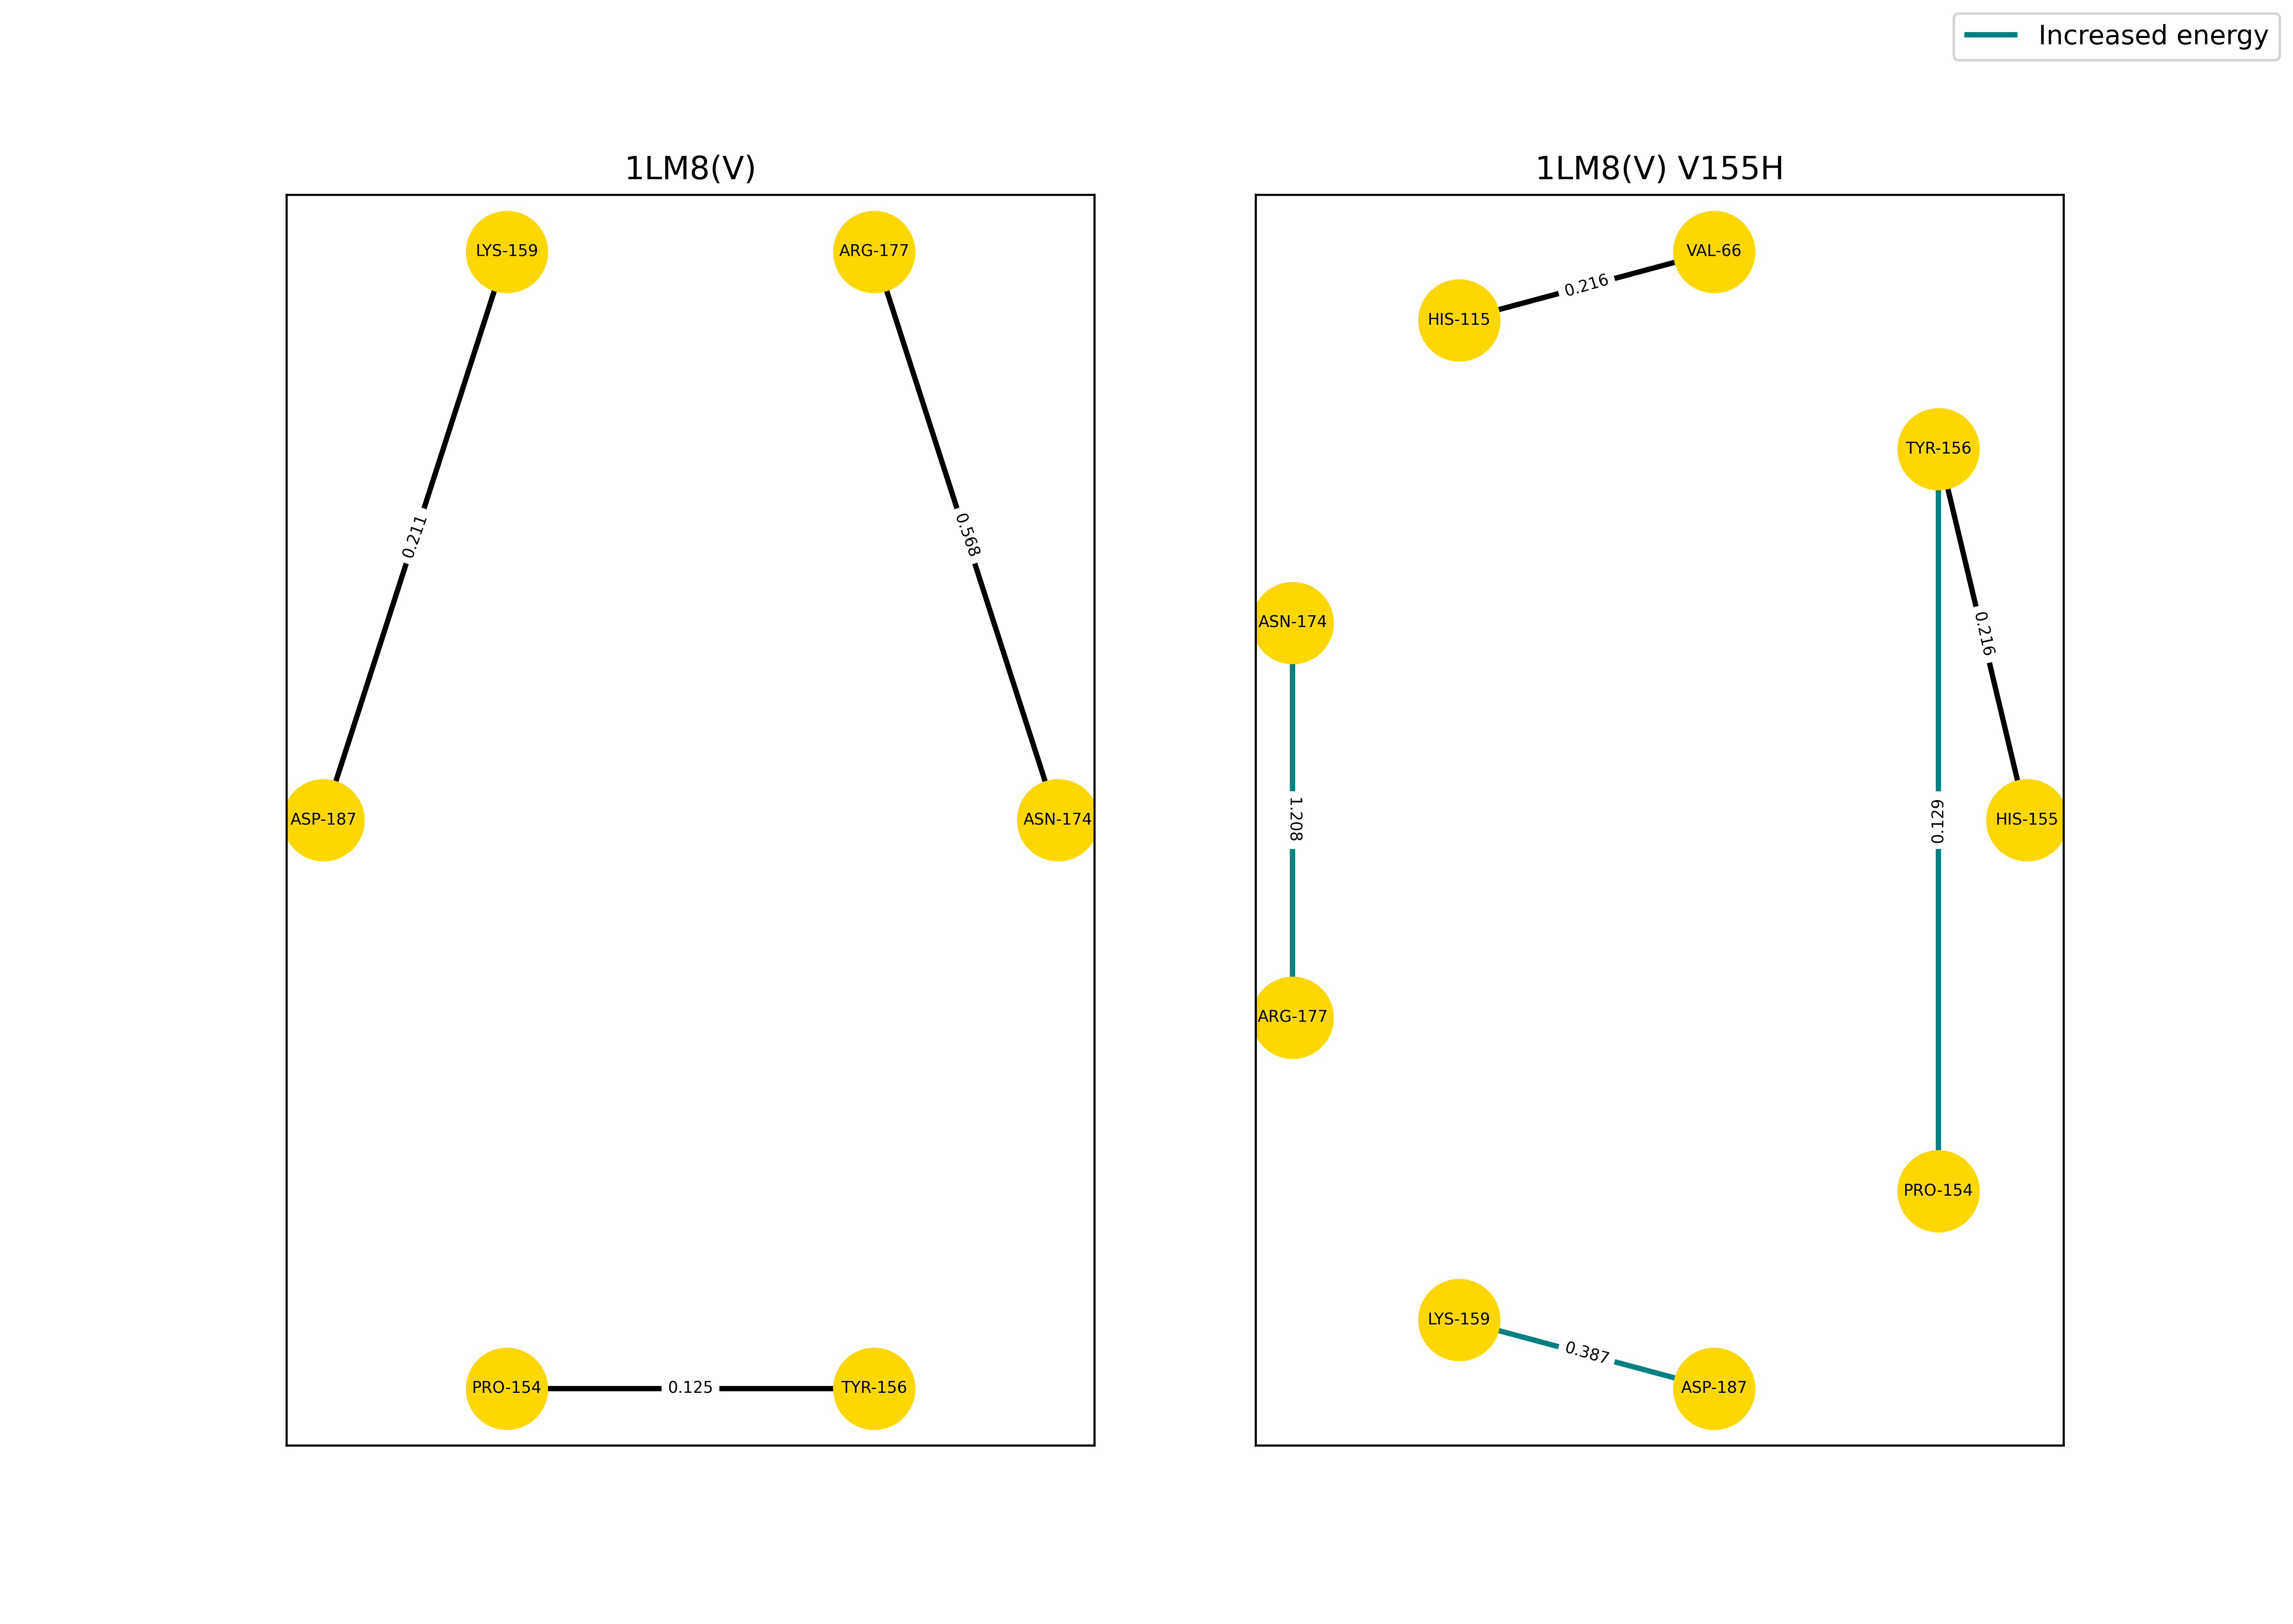 Increased energy
1LM8(V)
LYS-159
ARG-177
0.211
0.568
ASP-187
ASN-174
PRO-154
0.125
TYR-156
1LM8(V) V155H
VAL-66
0.216
HIS-115
TYR-156
ASN-174
0.216
1.208
0.129
HIS-155
ARG-177
PRO-154
LYS-159
0.387
ASP-187